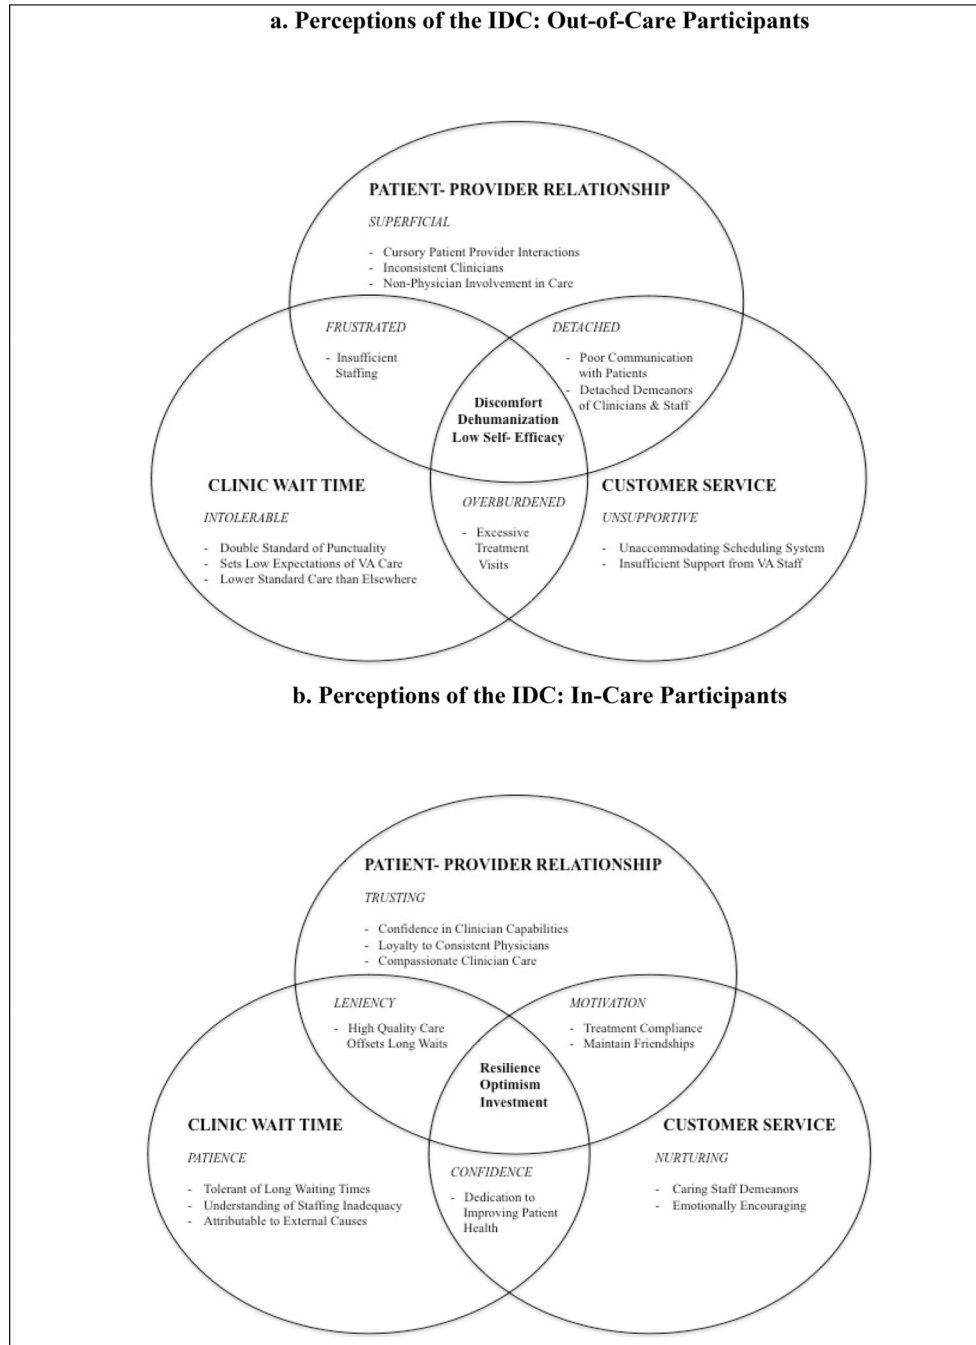 a. Perceptions of the IDC: Out-of-Care Participants
PATIENT- PROVIDER RELATIONSHIP
SUPERFICIAL
- Cursory Patient Provider Interactions
- Inconsistent Clinicians
- Non-Physician Involvement in Care
FRUSTRATED
- Insufficient
Staffing
DETACHED
- Poor Communication
with Patients
- Detached Demeanors
of Clinicians & Staff
Discomfort
Dehumanization
Low Self- Efficacy
CLINIC WAIT TIME
INTOLERABLE
- Double Standard of Punctuality
- Sets Low Expectations of VA Care
- Lower Standard Care than Elsewhere
OVERBURDENED
- Excessive
Treatment
Visits
CUSTOMER SERVICE
UNSUPPORTIVE
- Unaccommodating Scheduling System
- Insufficient Support from VA Staff
b. Perceptions of the IDC: In-Care Participants
PATIENT- PROVIDER RELATIONSHIP
TRUSTING
- Confidence in Clinician Capabilities
- Loyalty to Consistent Physicians
- Compassionate Clinician Care
LENIENCY
- High Quality Care
Offsets Long Waits
MOTIVATION
- Treatment Compliance
- Maintain Friendships
Resilience
Optimism
Investment
CLINIC WAIT TIME
PATIENCE
- Tolerant of Long Waiting Times
- Understanding of Staffing Inadequacy
- Attributable to External Causes
CONFIDENCE
- Dedication to
Improving Patient
Health
CUSTOMER SERVICE
NURTURING
- Caring Staff Demeanors
- Emotionally Encouraging